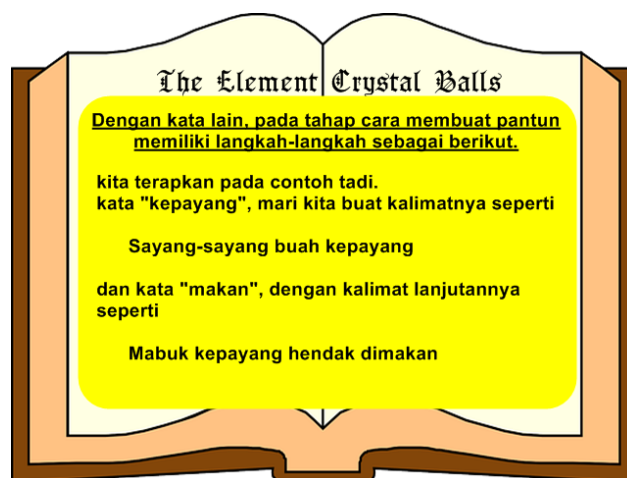 The Element Crystal Balls
Dengan kata lain, pada tahap cara membuat pantun
memiliki langkah-langkah sebagai berikut.
kita terapkan pada contoh tadi.
kata "kepayang", mari kita buat kalimatnya seperti
Sayang-sayang buah kepayang
dan kata "makan", dengan kalimat lanjutannya
seperti
Mabuk kepayang hendak dimakan